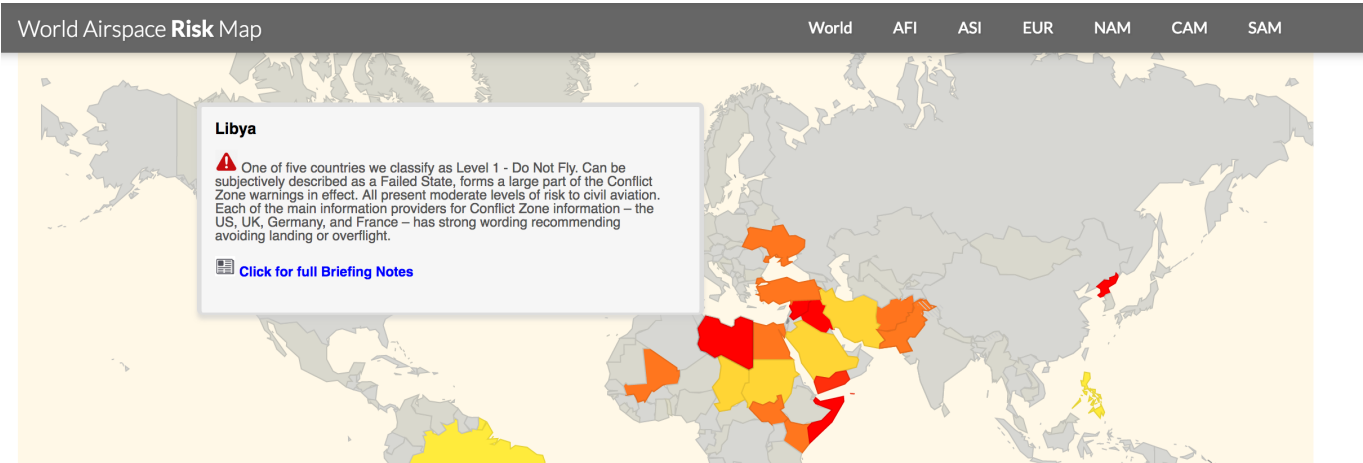 World Airspace Risk Map
World AFI ASI EUR NAM CAM SAM
Libya
One of five countries we classify as Level 1 - Do Not Fly. Can be
subjectively described as a Failed State, forms a large part of the Conflict
Zone warnings in effect. All present moderate levels of risk to civil aviation.
Each of the main information providers for Conflict Zone information – the
US, UK, Germany, and France – has strong wording recommending
avoiding landing or overflight.
Click for full Briefing Notes